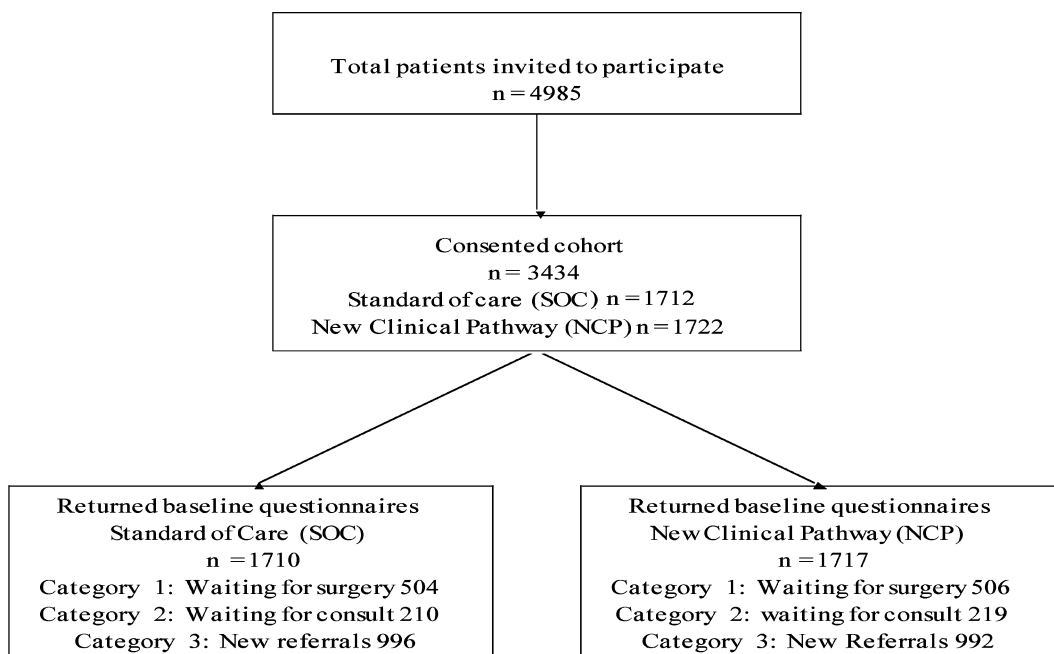 Total patients invited to participate
n = 4985
Consented cohort
n = 3434
Standard of care (SOC) n =1712
New Clinical Pathway (NCP) n =1722
Returned baseline questionnaires
Standard of Care (SOC)
n =1710
Category 1: Waiting for surgery 504
Category 2: Waiting for consult 210
Category 3: New referrals 996
Returned baseline questionnaires
New Clinical Pathway (NCP)
n =1717
Category 1: Waiting for surgery 506
Category 2: waiting for consult 219
Category 3: New Referrals 992